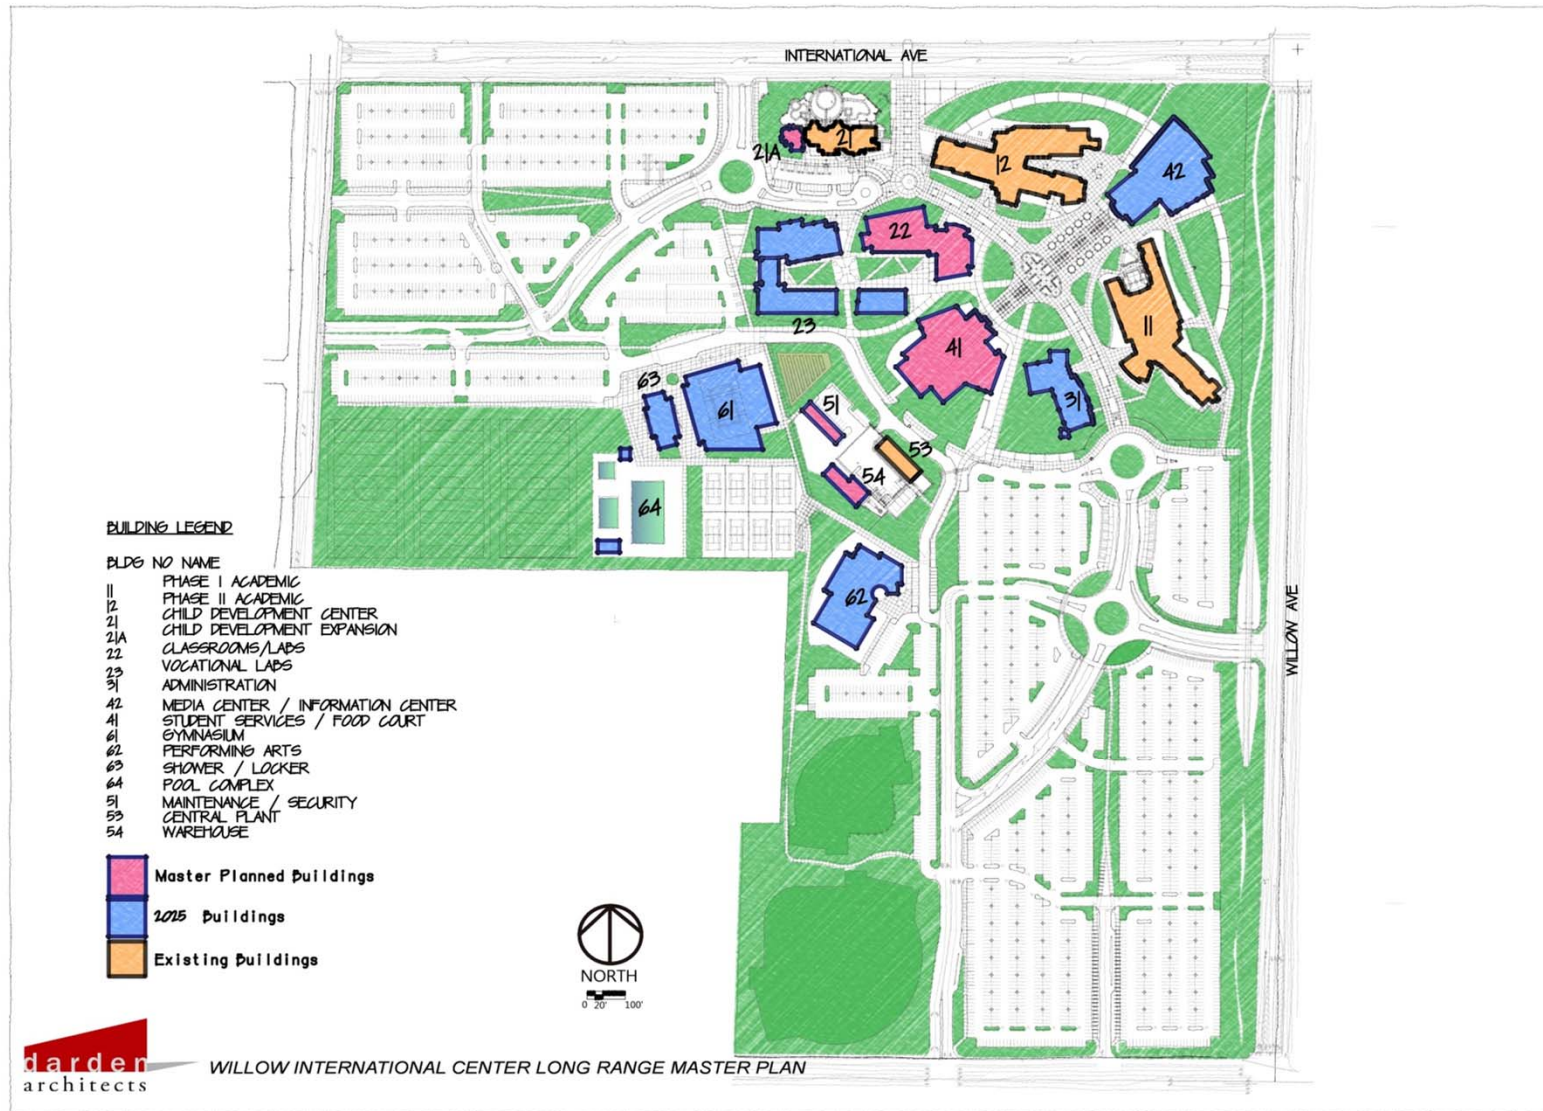 INTERNATIONAL AVE
21A
21
12
42
22
23
11
41
31
63
61
51
53
54
64
62
WILLOW AVE
BUILDING LEGEND
BLDG NO NAME
11 PHASE I ACADEMIC
12 PHASE II ACADEMIC
21 CHILD DEVELOPMENT CENTER
21A CHILD DEVELOPMENT EXPANSION
22 CLASSROOMS/LABS
23 VOCATIONAL LABS
31 ADMINISTRATION
42 MEDIA CENTER / INFORMATION CENTER
41 STUDENT SERVICES / FOOD COURT
61 GYMNASIUM
62 PERFORMING ARTS
63 SHOWER / LOCKER
64 POOL COMPLEX
51 MAINTENANCE / SECURITY
53 CENTRAL PLANT
54 WAREHOUSE
Master Planned Buildings
2025 Buildings
Existing Buildings
NORTH
0 20' 100'
darden
architects
WILLOW INTERNATIONAL CENTER LONG RANGE MASTER PLAN